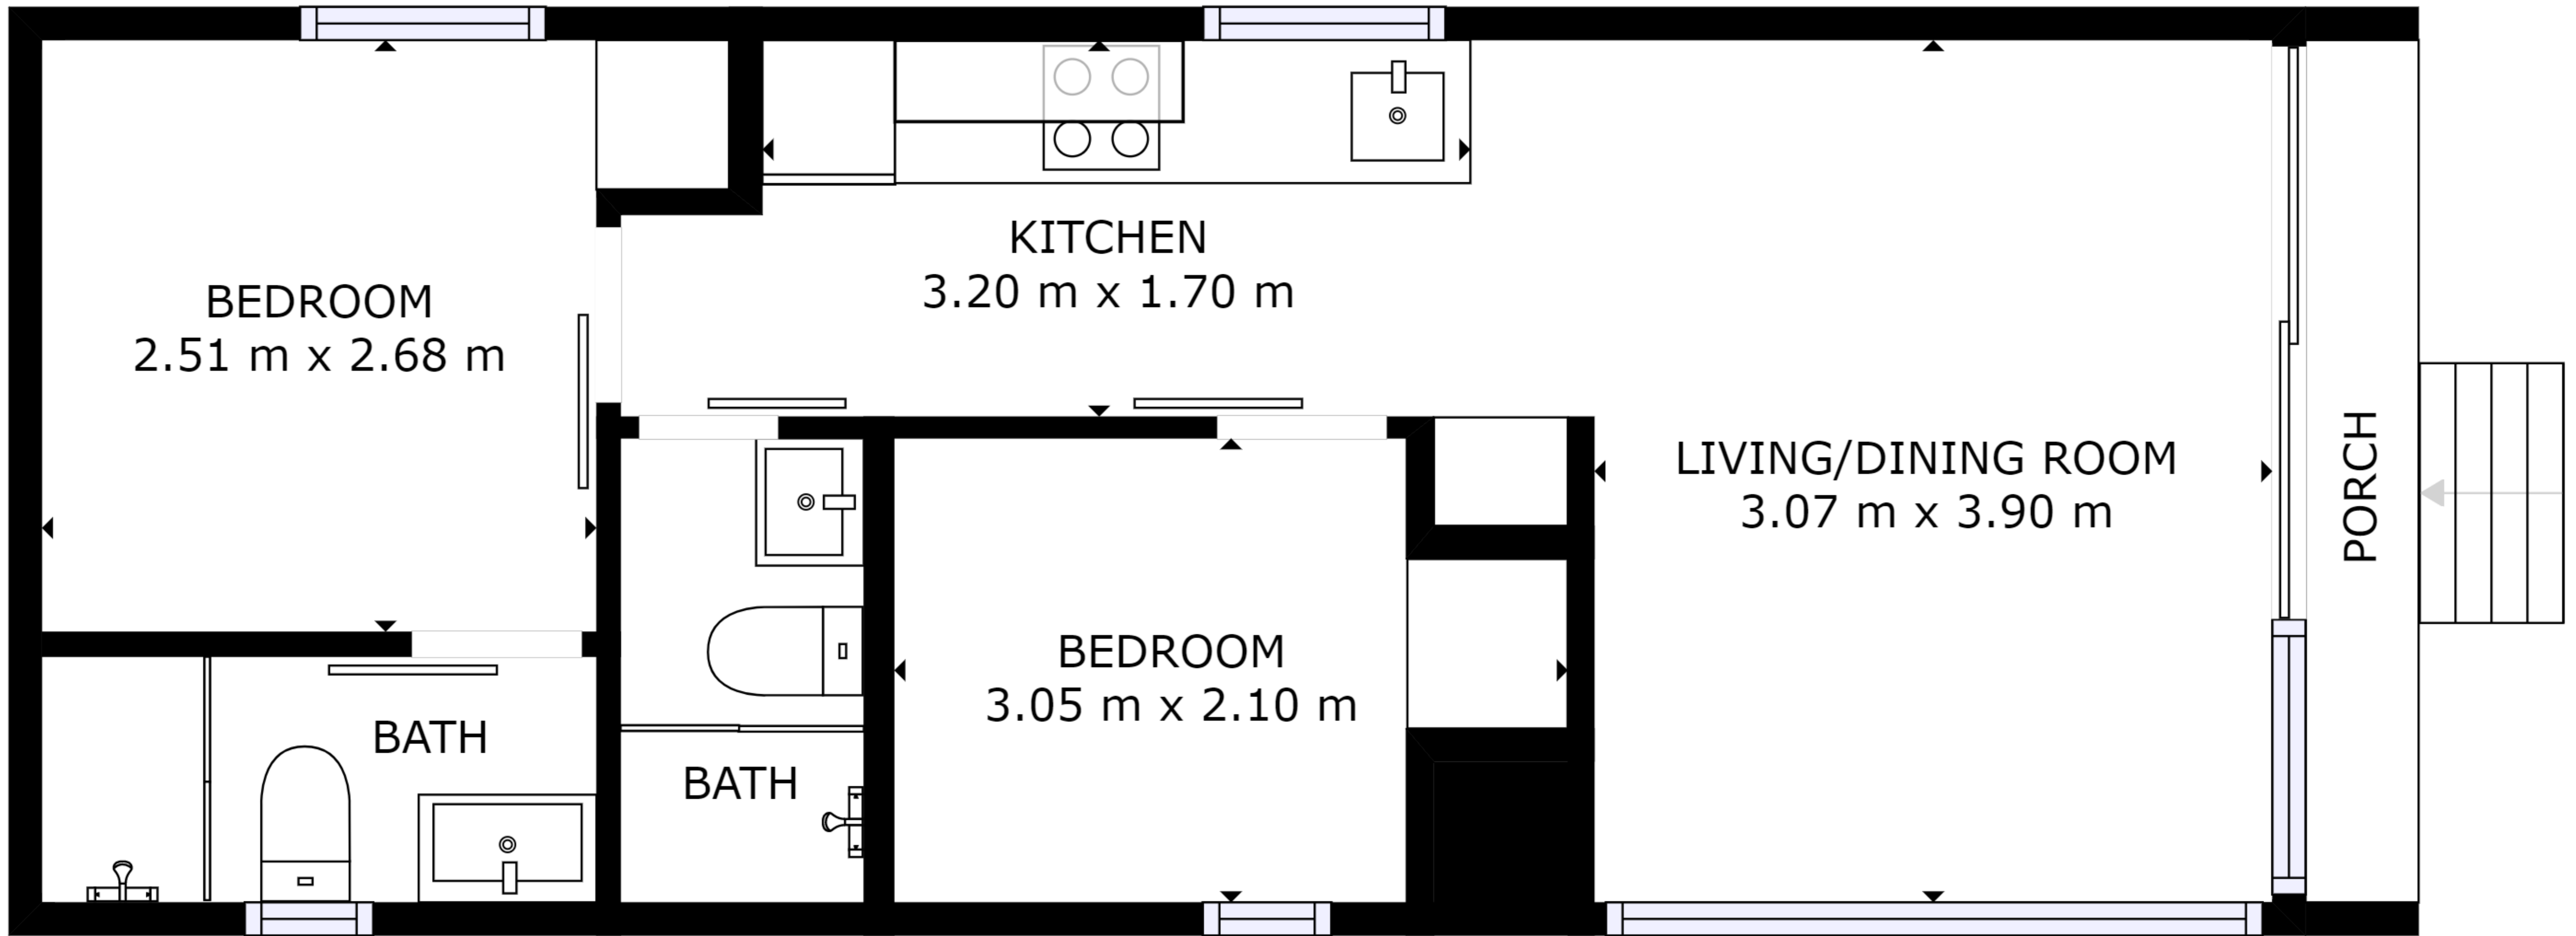 KITCHEN
3.20 m x 1.70 m
BEDROOM
2.51 m x 2.68 m
LIVING/DINING ROOM
3.07 m x 3.90 m
PORCH
BEDROOM
3.05 m x 2.10 m
BATH
BATH